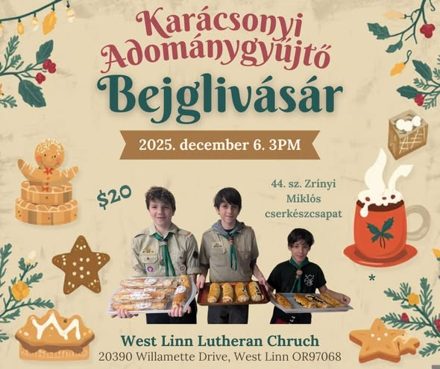 Karácsonyi
Adománygyűjtő
Bejglivásár
2025. december 6. 3PM
$20
44. sz. Zrínyi
Miklós
cserkészcsapat
West Linn Lutheran Chruch
20390 Willamette Drive, West Linn OR97068